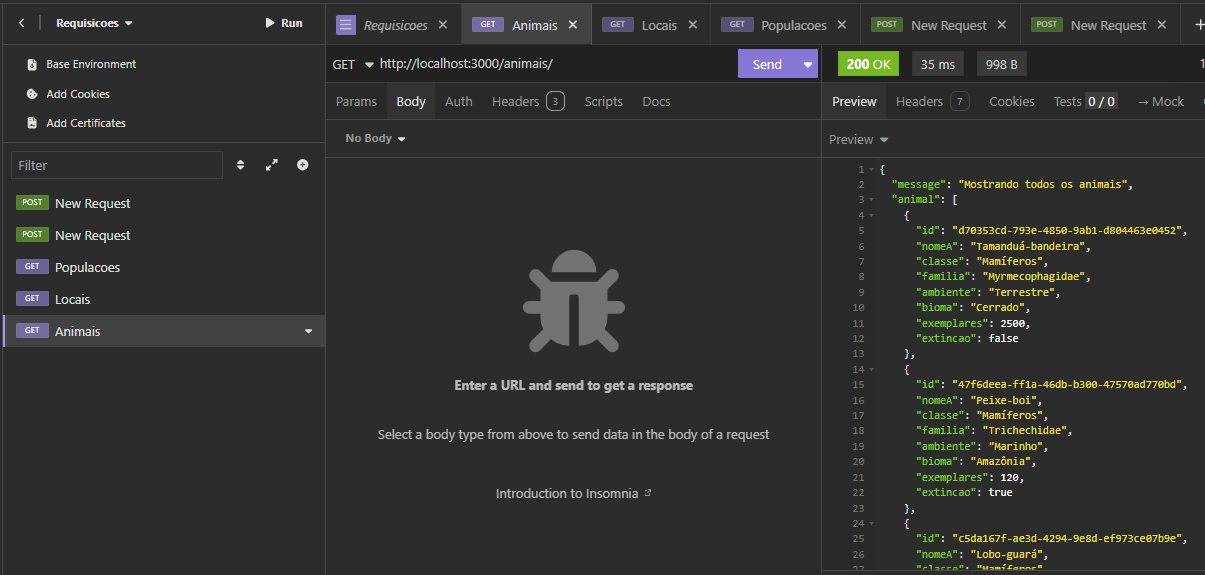 Requisicoes
Run
Requisicoes
GET Animais
GET Locais
GET Populacoes
POST New Request
POST New Request
Base Environment
Add Cookies
Add Certificates
Filter
POST New Request
POST New Request
GET Populacoes
GET Locais
GET Animais
GET http://localhost:3000/animais/
Send
Params Body Auth Headers 3 Scripts Docs
No Body
Enter a URL and send to get a response
Select a body type from above to send data in the body of a request
Introduction to Insomnia
200 OK 35 ms 998 B
Preview Headers 7 Cookies Tests 0 / 0 → Mock
Preview
1 {
2 "message": "Mostrando todos os animais",
3 "animal": [
4 {
5 "id": "d70353cd-793e-4850-9ab1-d804463e0452",
6 "nomeA": "Tamanduá-bandeira",
7 "classe": "Mamíferos",
8 "familia": "Myrmecophagidae",
9 "ambiente": "Terrestre",
10 "bioma": "Cerrado",
11 "exemplares": 2500,
12 "extincao": false
13 },
14 {
15 "id": "47f6deea-ff1a-46db-b300-47570ad770bd",
16 "nomeA": "Peixe-boi",
17 "classe": "Mamíferos",
18 "familia": "Trichechidae",
19 "ambiente": "Marinho",
20 "bioma": "Amazônia",
21 "exemplares": 120,
22 "extincao": true
23 },
24 {
25 "id": "c5da167f-ae3d-4294-9e8d-ef973ce07b9e",
26 "nomeA": "Lobo-guará",
27 "classe": "Mamíferos",